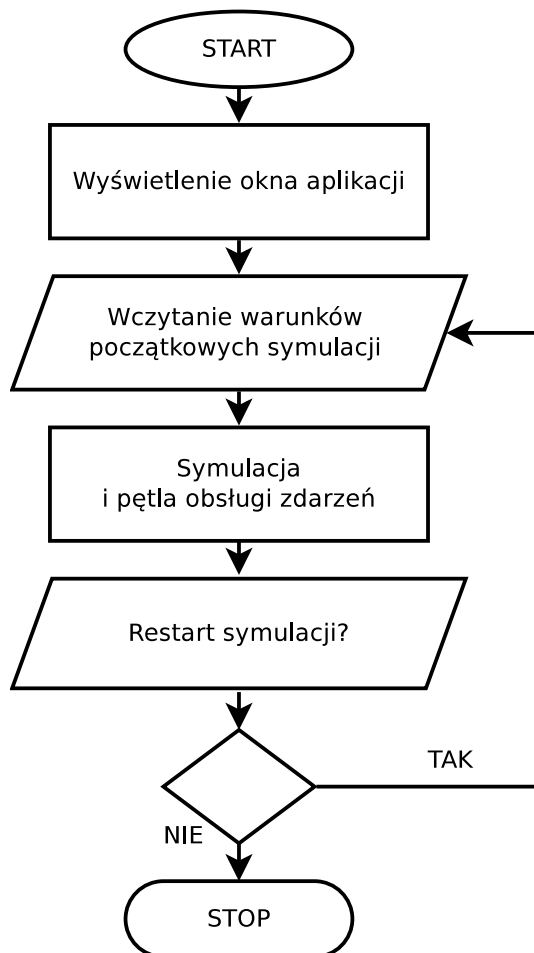 START
Wyświetlenie okna aplikacji
Wczytanie warunków
początkowych symulacji
Symulacja
i pętla obsługi zdarzeń
Restart symulacji?
TAK
NIE
STOP